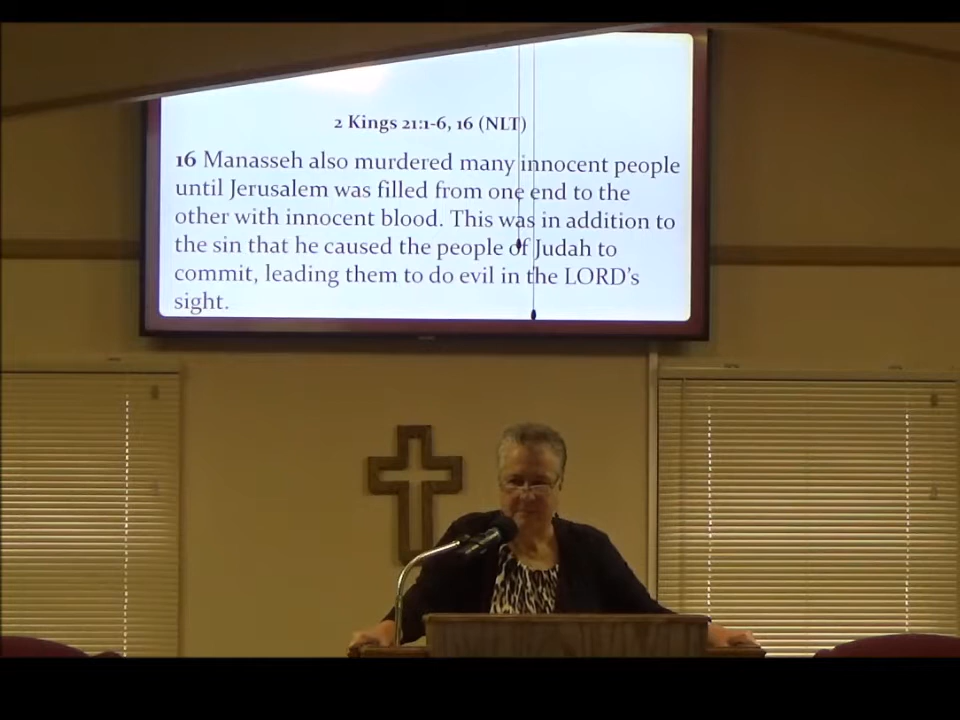 2 Kings 21:1-6, 16 (NLT)
16 Manasseh also murdered many innocent people
until Jerusalem was filled from one end to the
other with innocent blood. This was in addition to
the sin that he caused the people of Judah to
commit, leading them to do evil in the LORD's
sight.